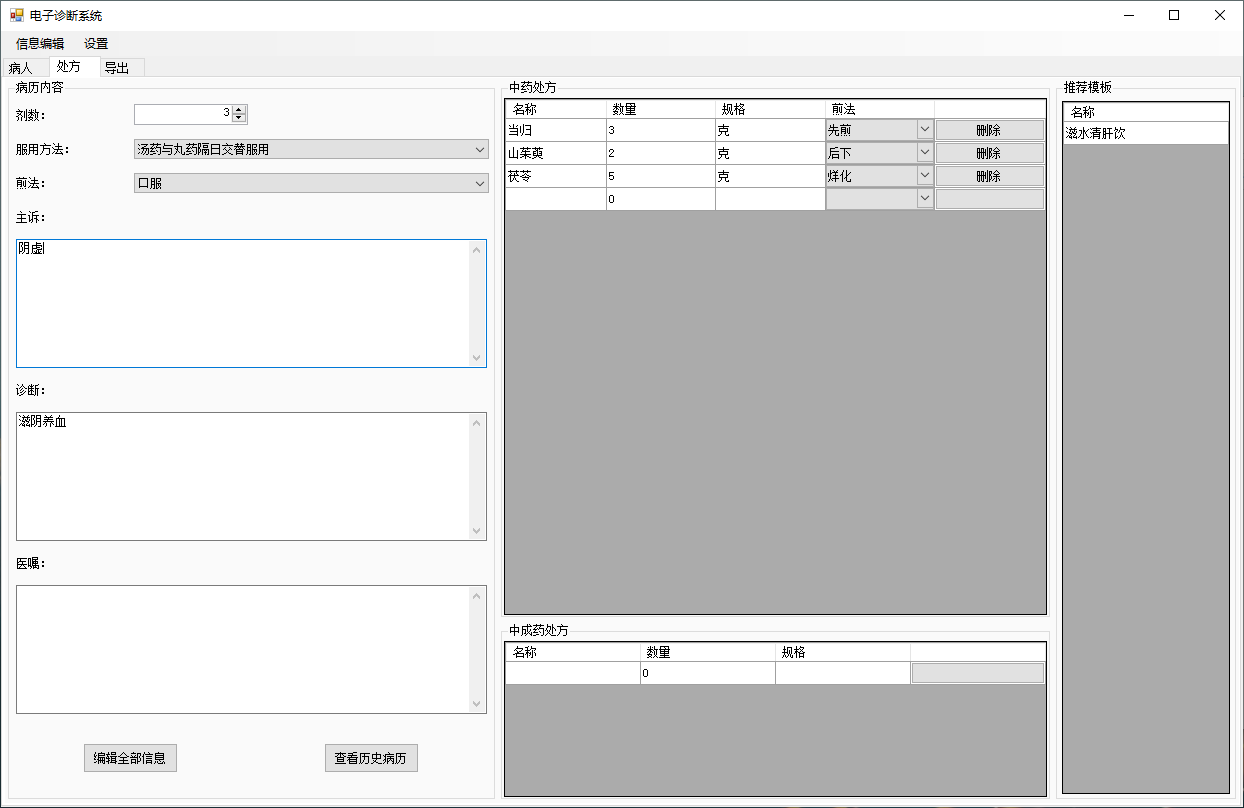 电子诊断系统
信息编辑 设置
病人 处方 导出
病历内容
剂数: 3
服用方法: 汤药与丸药隔日交替服用
煎法: 口服
主诉:
阴虚
诊断:
滋阴养血
医嘱:
编辑全部信息 查看历史病历
中药处方
名称 数量 规格 煎法
当归 3 克 先煎 删除
山茱萸 2 克 后下 删除
茯苓 5 克 烊化 删除
0
中成药处方
名称 数量 规格
0
推荐模板
名称
滋水清肝饮